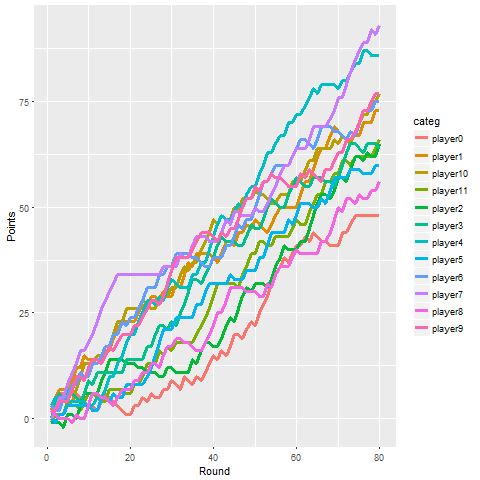 75
50
25
0
Points
0
20
40
60
80
Round
categ
player0
player1
player10
player11
player2
player3
player4
player5
player6
player7
player8
player9